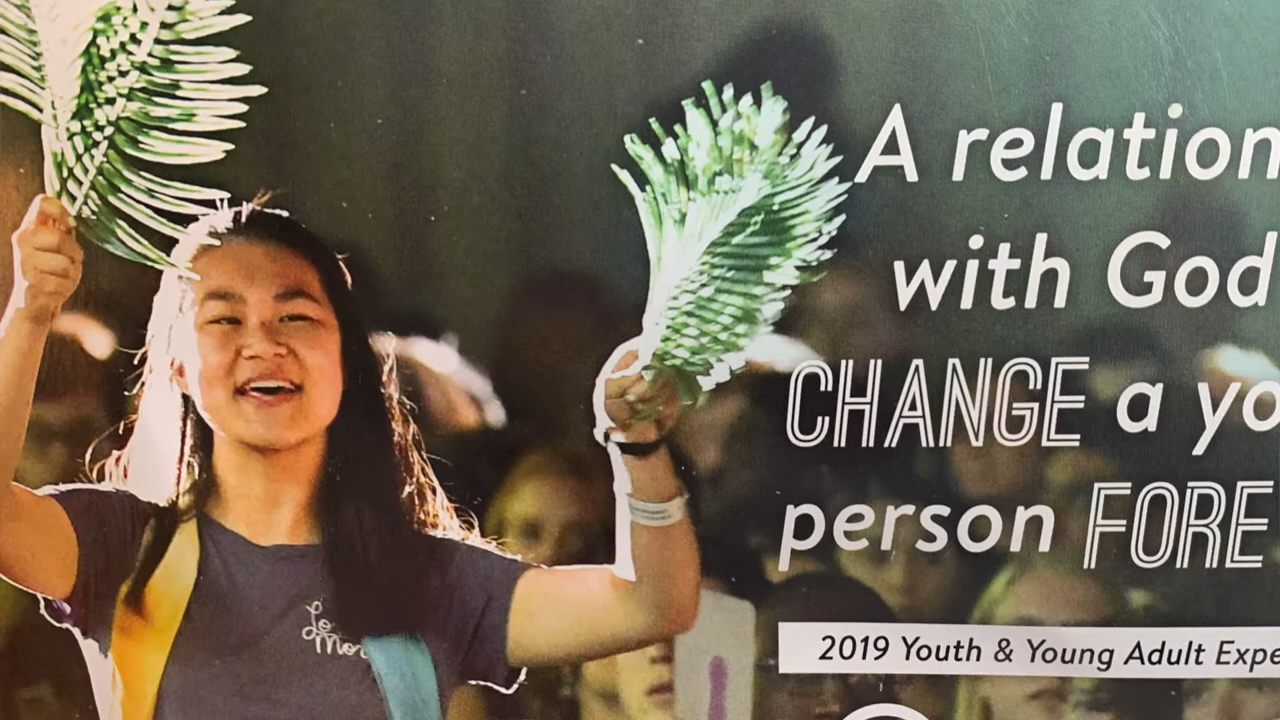 A relation
with God
CHANGE a yo
person FORE
2019 Youth & Young Adult Expe